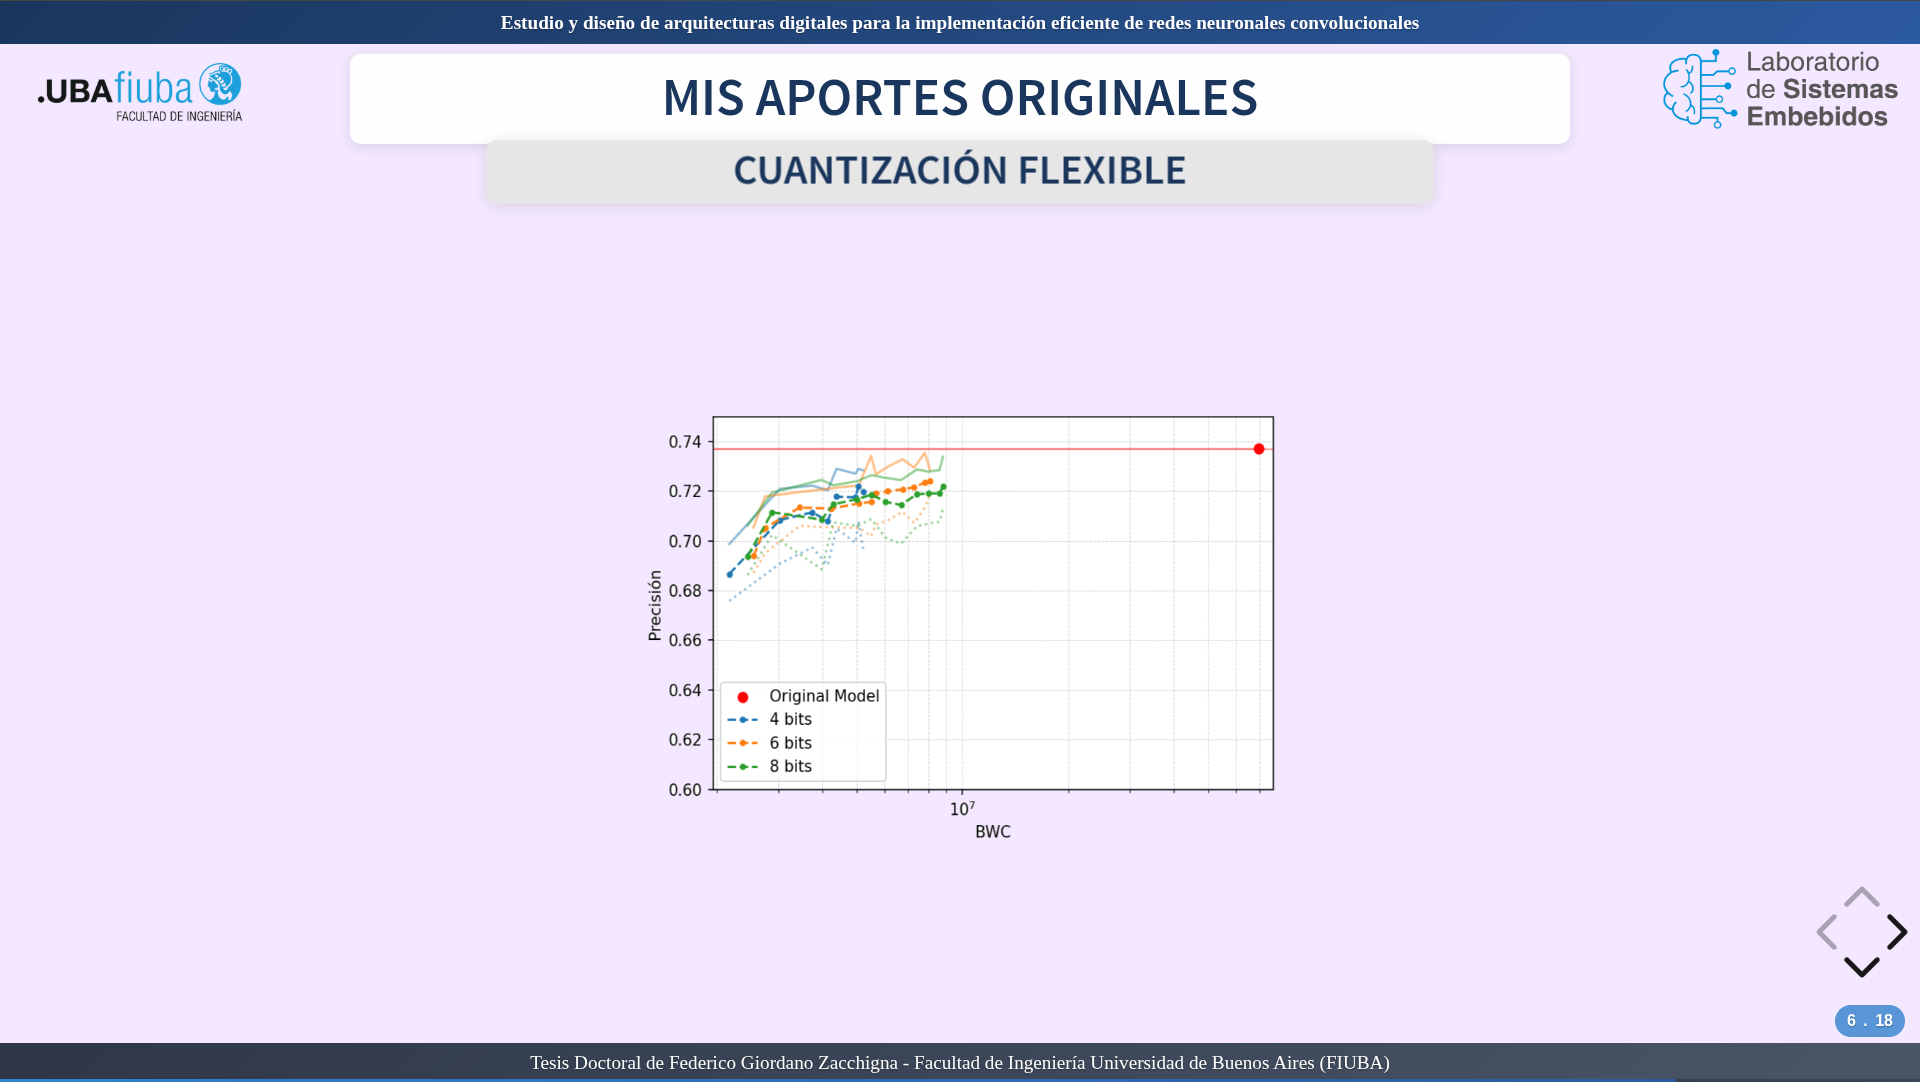 Estudio y diseño de arquitecturas digitales para la implementación eficiente de redes neuronales convolucionales
.UBAfiuba
FACULTAD DE INGENIERÍA
MIS APORTES ORIGINALES
Laboratorio
de Sistemas
Embebidos
CUANTIZACIÓN FLEXIBLE
0.74
0.72
0.70
0.68
0.66
0.64
0.62
0.60
Precisión
Original Model
4 bits
6 bits
8 bits
10⁷
BWC
6 . 18
Tesis Doctoral de Federico Giordano Zacchigna - Facultad de Ingeniería Universidad de Buenos Aires (FIUBA)